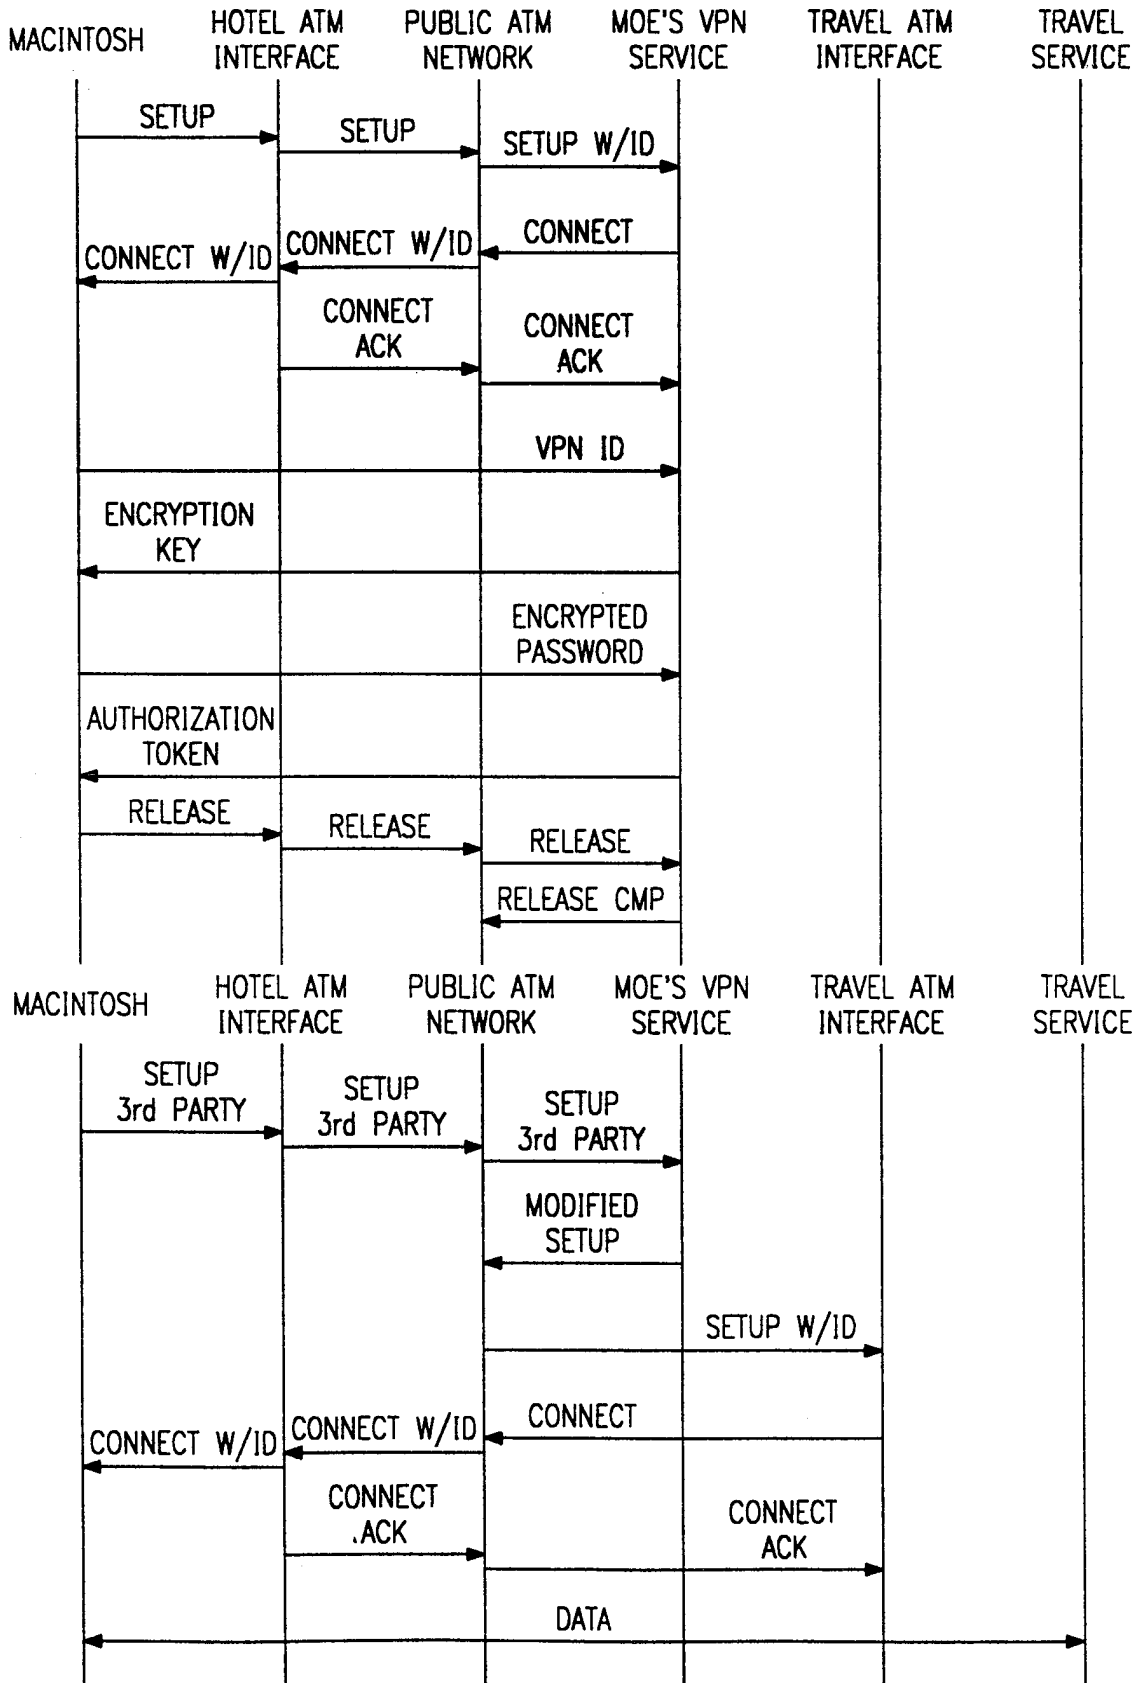 MACINTOSH
HOTEL ATM
INTERFACE
PUBLIC ATM
NETWORK
MOE'S VPN
SERVICE
TRAVEL ATM
INTERFACE
TRAVEL
SERVICE
SETUP
SETUP
SETUP W/ID
CONNECT
CONNECT W/ID
CONNECT W/ID
CONNECT
ACK
CONNECT
ACK
VPN ID
ENCRYPTION
KEY
ENCRYPTED
PASSWORD
AUTHORIZATION
TOKEN
RELEASE
RELEASE
RELEASE
RELEASE CMP
MACINTOSH
HOTEL ATM
INTERFACE
PUBLIC ATM
NETWORK
MOE'S VPN
SERVICE
TRAVEL ATM
INTERFACE
TRAVEL
SERVICE
SETUP
3rd PARTY
SETUP
3rd PARTY
SETUP
3rd PARTY
MODIFIED
SETUP
SETUP W/ID
CONNECT
CONNECT W/ID
CONNECT W/ID
CONNECT
ACK
CONNECT
ACK
DATA